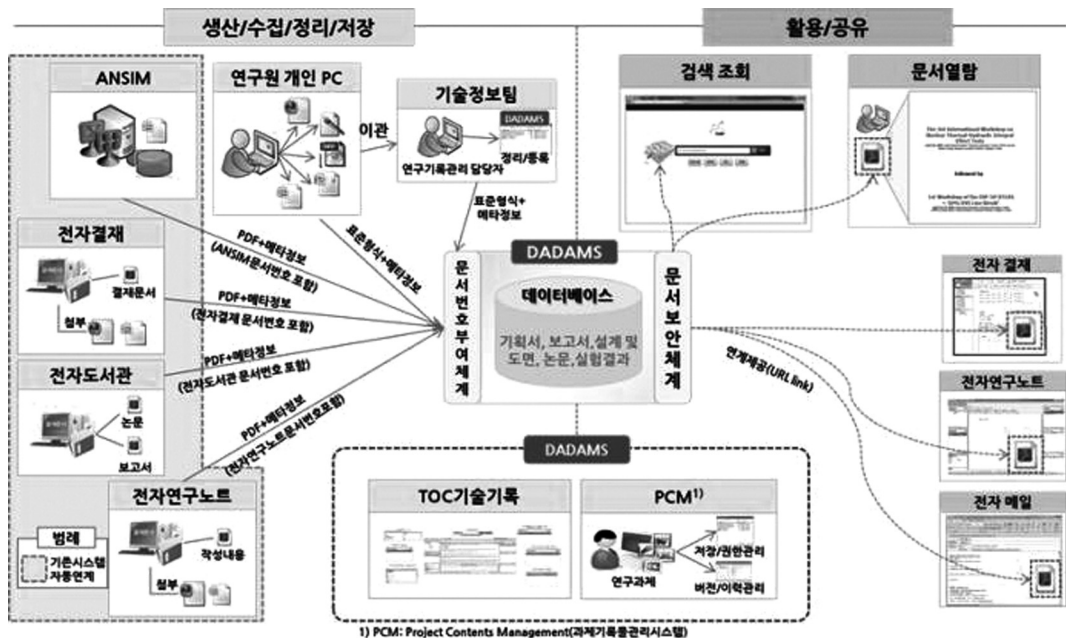 생산/수집/정리/저장
활용/공유
ANSIM
연구원 개인 PC
이관
기술정보팀
DADAMS
정리/등록
연구기록관리 담당자
표준형식+
메타정보
검색 조회
문서열람
The 3rd International Workshop on
Nuclear Thermal-Hydraulic Integral
Effect Tests
followed by
전자결재
결재문서
첨부
PDF+메타정보
(ANSIM문서번호 포함)
표준형식+메타정보
PDF+메타정보
(전자결재 문서번호 포함)
전자도서관
논문
보고서
PDF+메타정보
(전자도서관 문서번호 포함)
전자연구노트
작성내용
첨부
PDF+메타정보
(전자연구노트문서번호포함)
범례
기존시스템
자동연계
DADAMS
문서번호부여체계
데이터베이스
기획서, 보고서,설계 및
도면, 논문,실험결과
문서보안체계
연계제공(URL link)
전자 결재
전자연구노트
전자 메일
DADAMS
TOC기술기록
PCM1)
연구과제
저장/권한관리
버전/이력관리
1) PCM: Project Contents Management(과제기록물관리시스템)